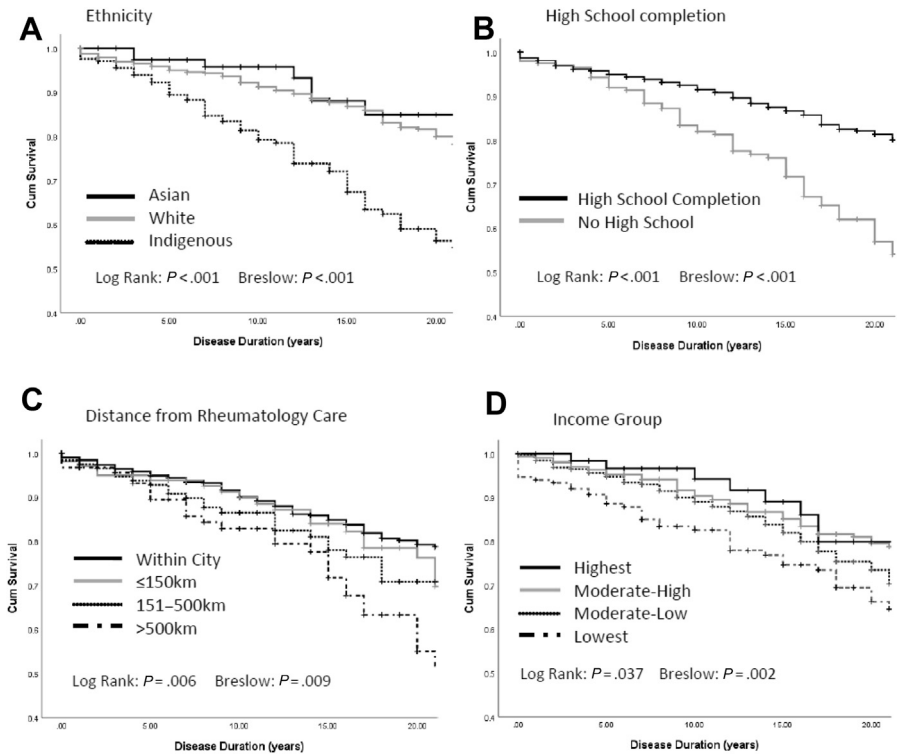 A
Ethnicity
Cum Survival
1.0
0.9
0.8
0.7
0.6
0.5
0.4
Asian
White
Indigenous
Log Rank: P <.001 Breslow: P <.001
.00 5.00 10.00 15.00 20.00
Disease Duration (years)
B
High School completion
Cum Survival
1.0
0.9
0.8
0.7
0.6
0.5
0.4
High School Completion
No High School
Log Rank: P <.001 Breslow: P <.001
.00 5.00 10.00 15.00 20.00
Disease Duration (years)
C
Distance from Rheumatology Care
Cum Survival
1.0
0.9
0.8
0.7
0.6
0.5
0.4
Within City
≤150km
151–500km
>500km
Log Rank: P = .006 Breslow: P = .009
.00 5.00 10.00 15.00 20.00
Disease Duration (years)
D
Income Group
Cum Survival
1.0
0.9
0.8
0.7
0.6
0.5
0.4
Highest
Moderate-High
Moderate-Low
Lowest
Log Rank: P = .037 Breslow: P = .002
.00 5.00 10.00 15.00 20.00
Disease Duration (years)